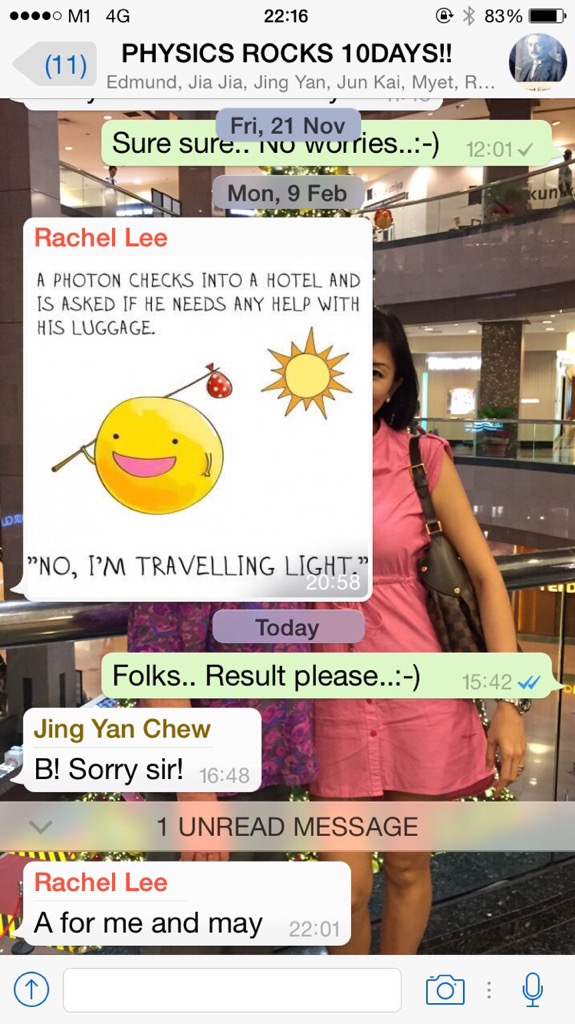 M1 4G 22:16 83%
(11) PHYSICS ROCKS 10DAYS!!
Edmund, Jia Jia, Jing Yan, Jun Kai, Myet, R...
Fri, 21 Nov
Sure sure.. No worries..:-) 12:01
Mon, 9 Feb
Rachel Lee
A PHOTON CHECKS INTO A HOTEL AND
IS ASKED IF HE NEEDS ANY HELP WITH
HIS LUGGAGE.
"NO, I'M TRAVELLING LIGHT."
20:58
Today
Folks.. Result please..:-) 15:42
Jing Yan Chew
B! Sorry sir! 16:48
1 UNREAD MESSAGE
Rachel Lee
A for me and may 22:01